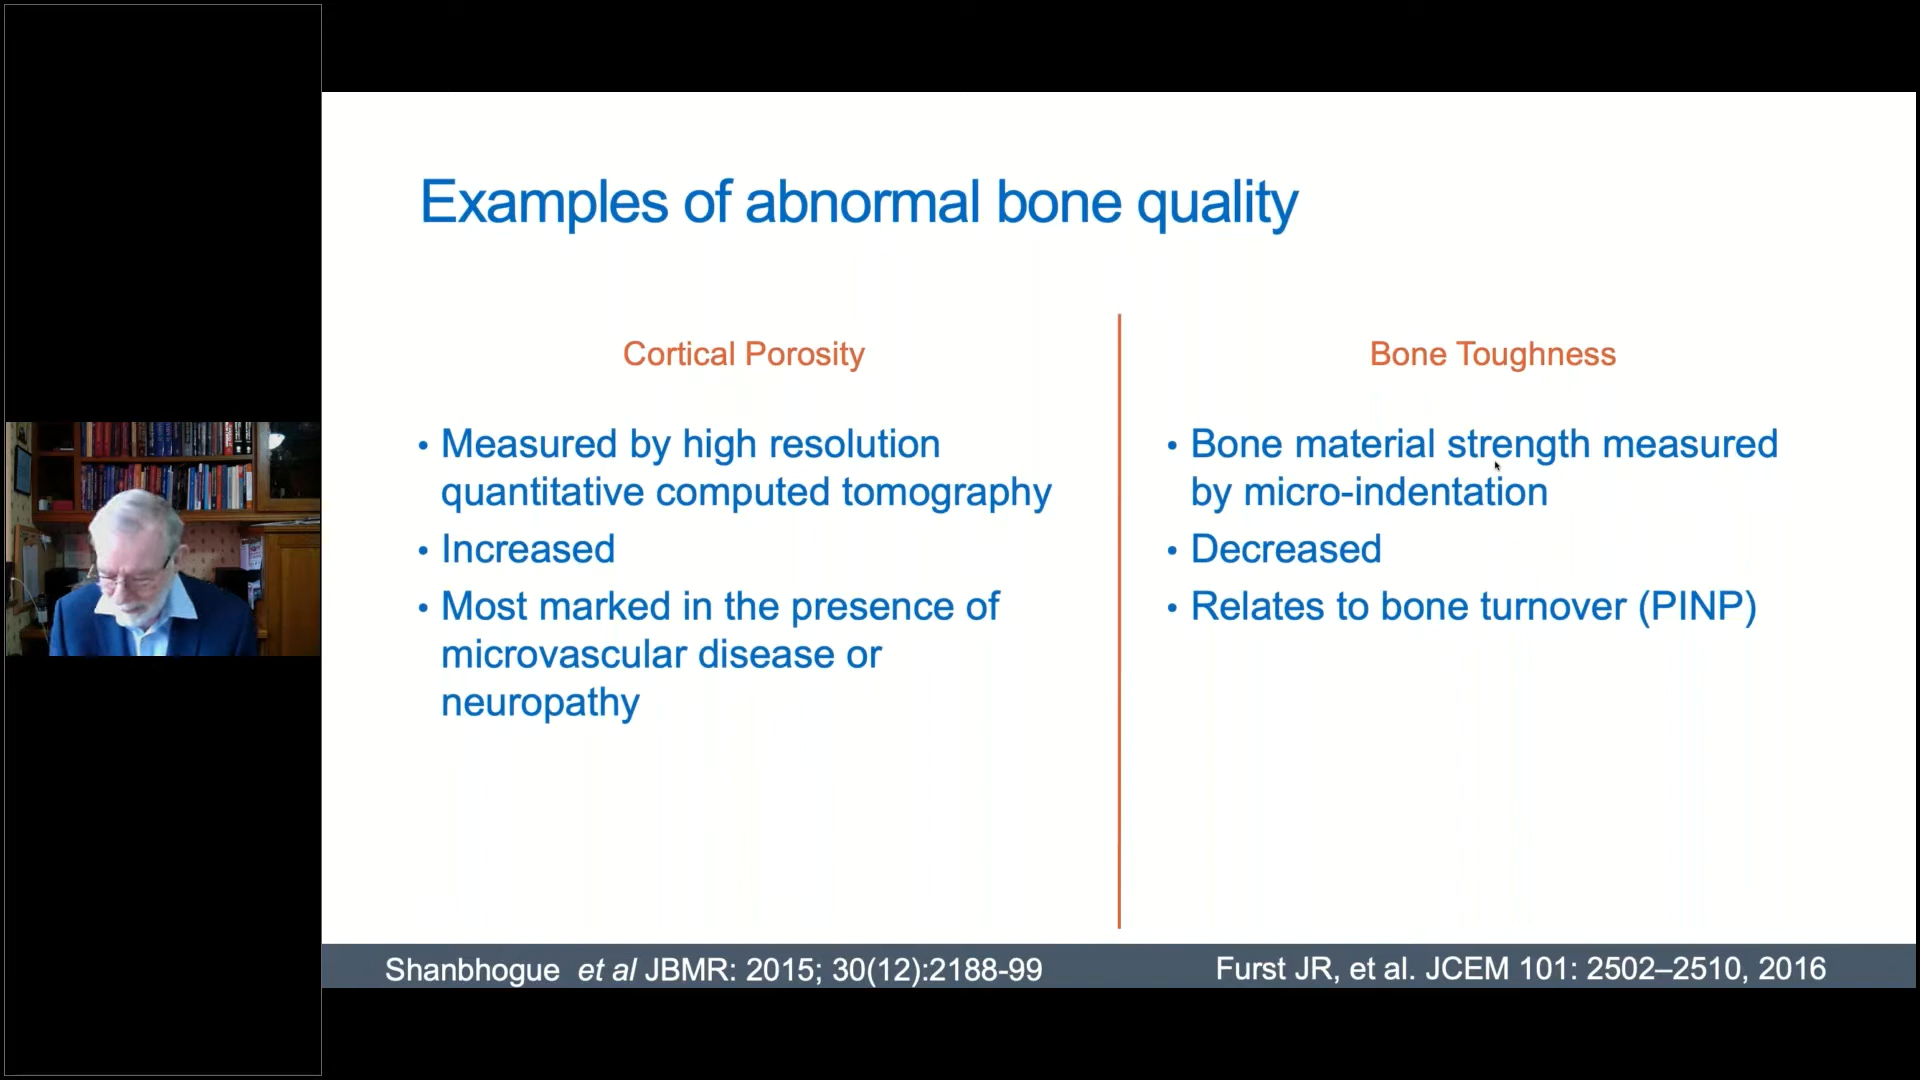 Examples of abnormal bone quality
Cortical Porosity
• Measured by high resolution
quantitative computed tomography
• Increased
• Most marked in the presence of
microvascular disease or
neuropathy
Bone Toughness
• Bone material strength measured
by micro-indentation
• Decreased
• Relates to bone turnover (PINP)
Shanbhogue et al JBMR: 2015; 30(12):2188-99
Furst JR, et al. JCEM 101: 2502–2510, 2016